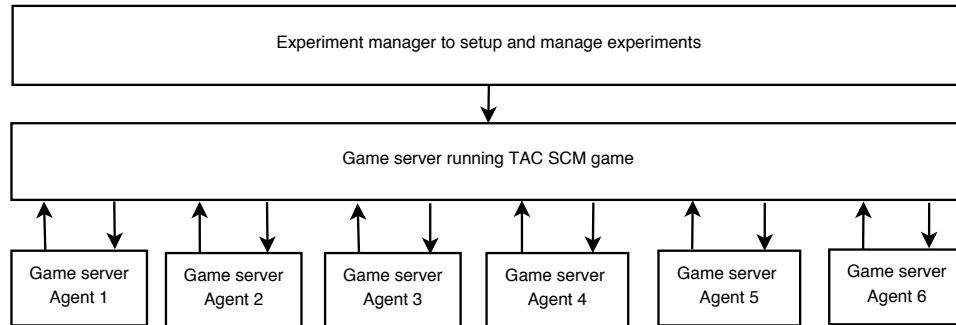 Experiment manager to setup and manage experiments
Game server running TAC SCM game
Game server
Agent 1
Game server
Agent 2
Game server
Agent 3
Game server
Agent 4
Game server
Agent 5
Game server
Agent 6